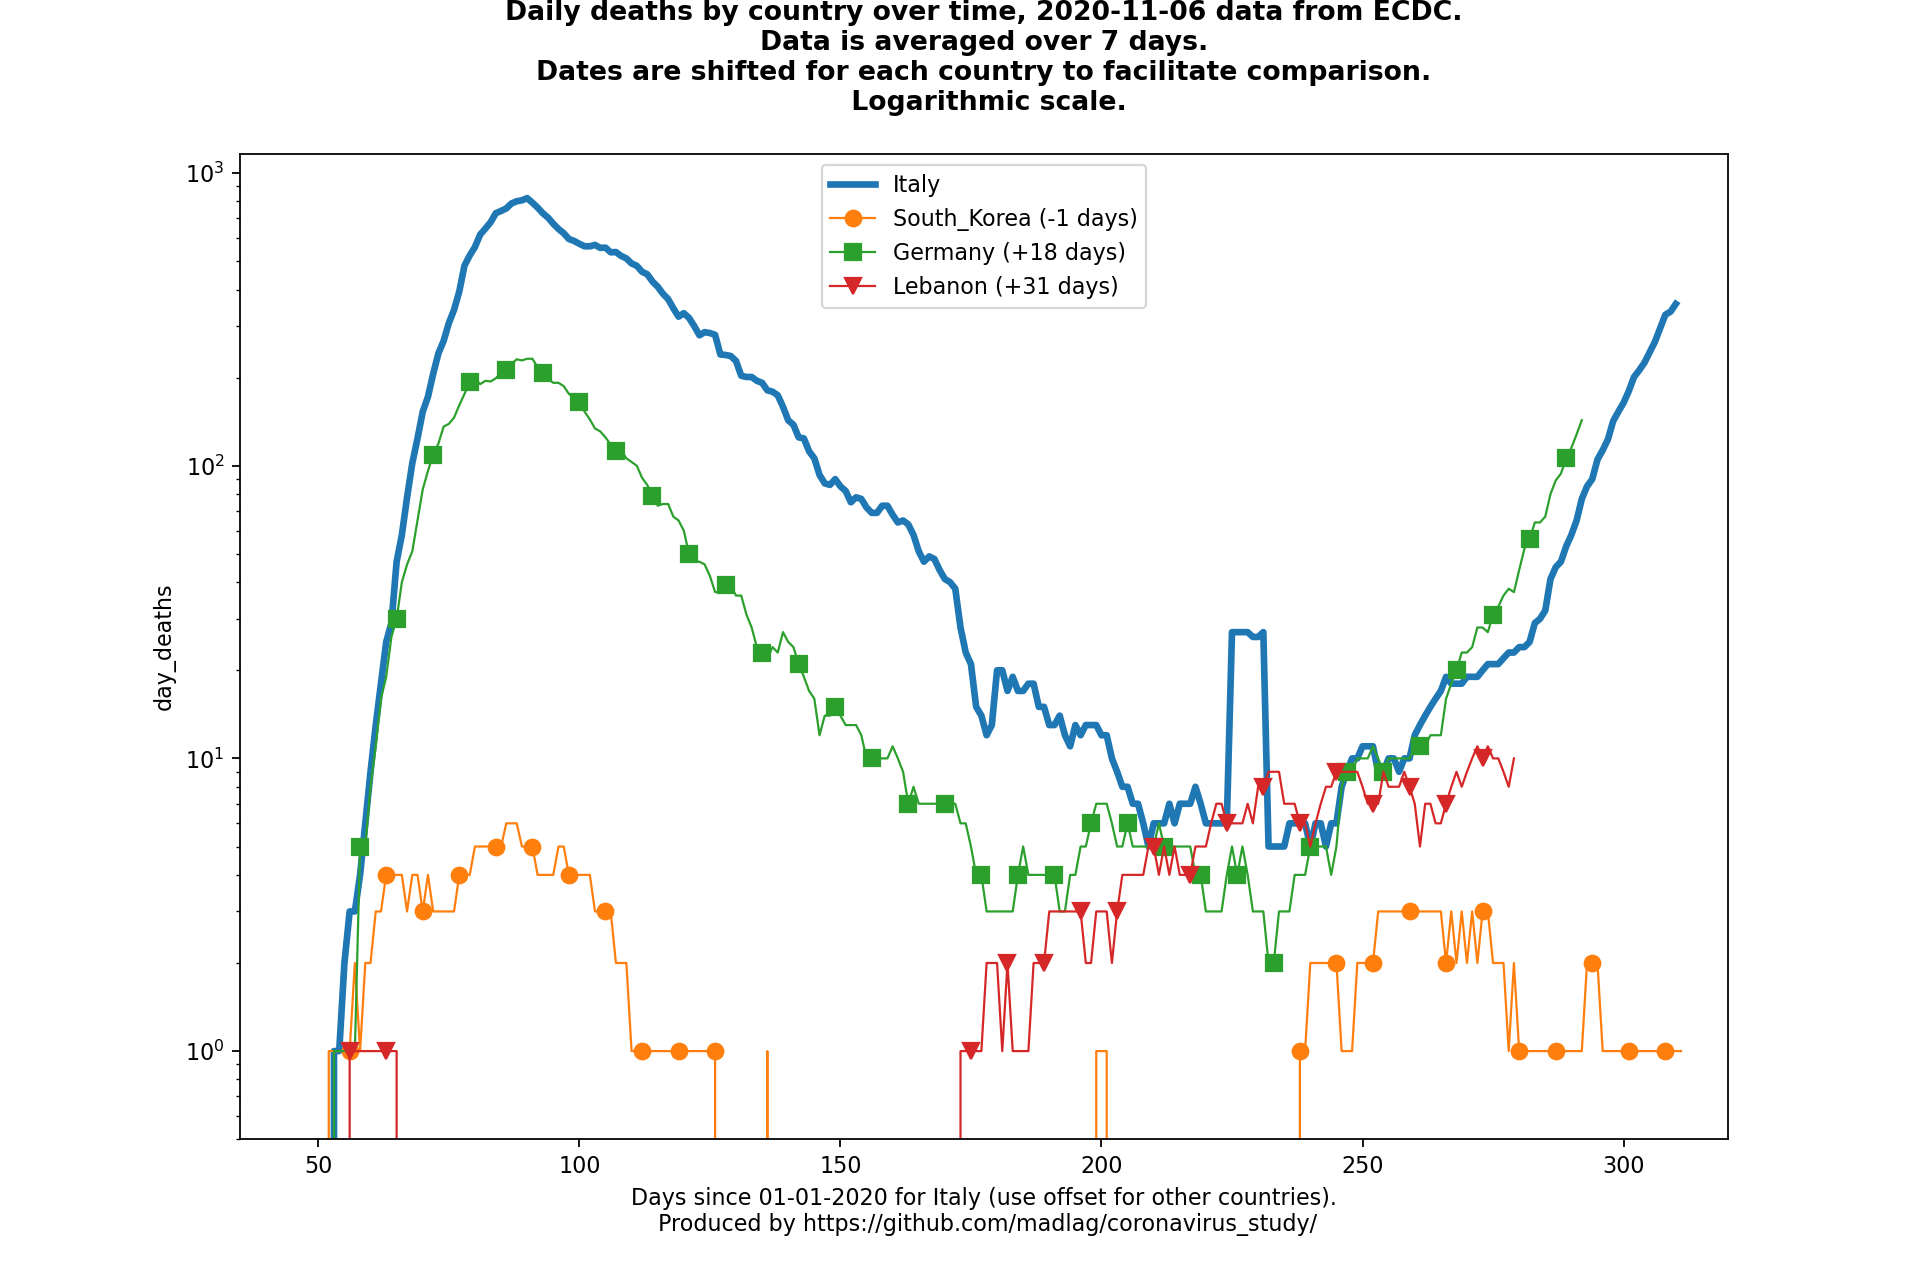 Daily deaths by country over time, 2020-11-06 data from ECDC.
Data is averaged over 7 days.
Dates are shifted for each country to facilitate comparison.
Logarithmic scale.
Italy
South_Korea (-1 days)
Germany (+18 days)
Lebanon (+31 days)
10³
10²
10¹
10⁰
day_deaths
50 100 150 200 250 300
Days since 01-01-2020 for Italy (use offset for other countries).
Produced by https://github.com/madlag/coronavirus_study/